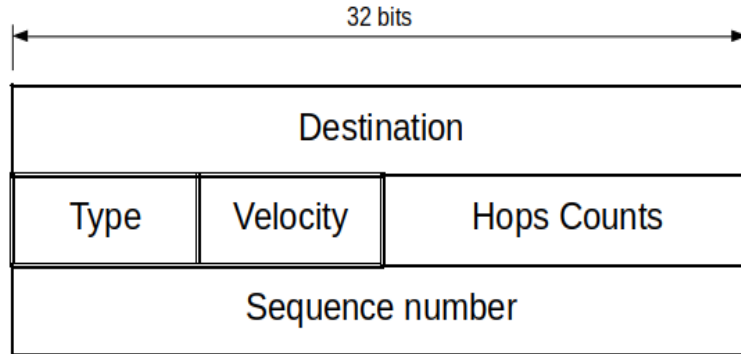 32 bits
Destination
Type Velocity Hops Counts
Sequence number